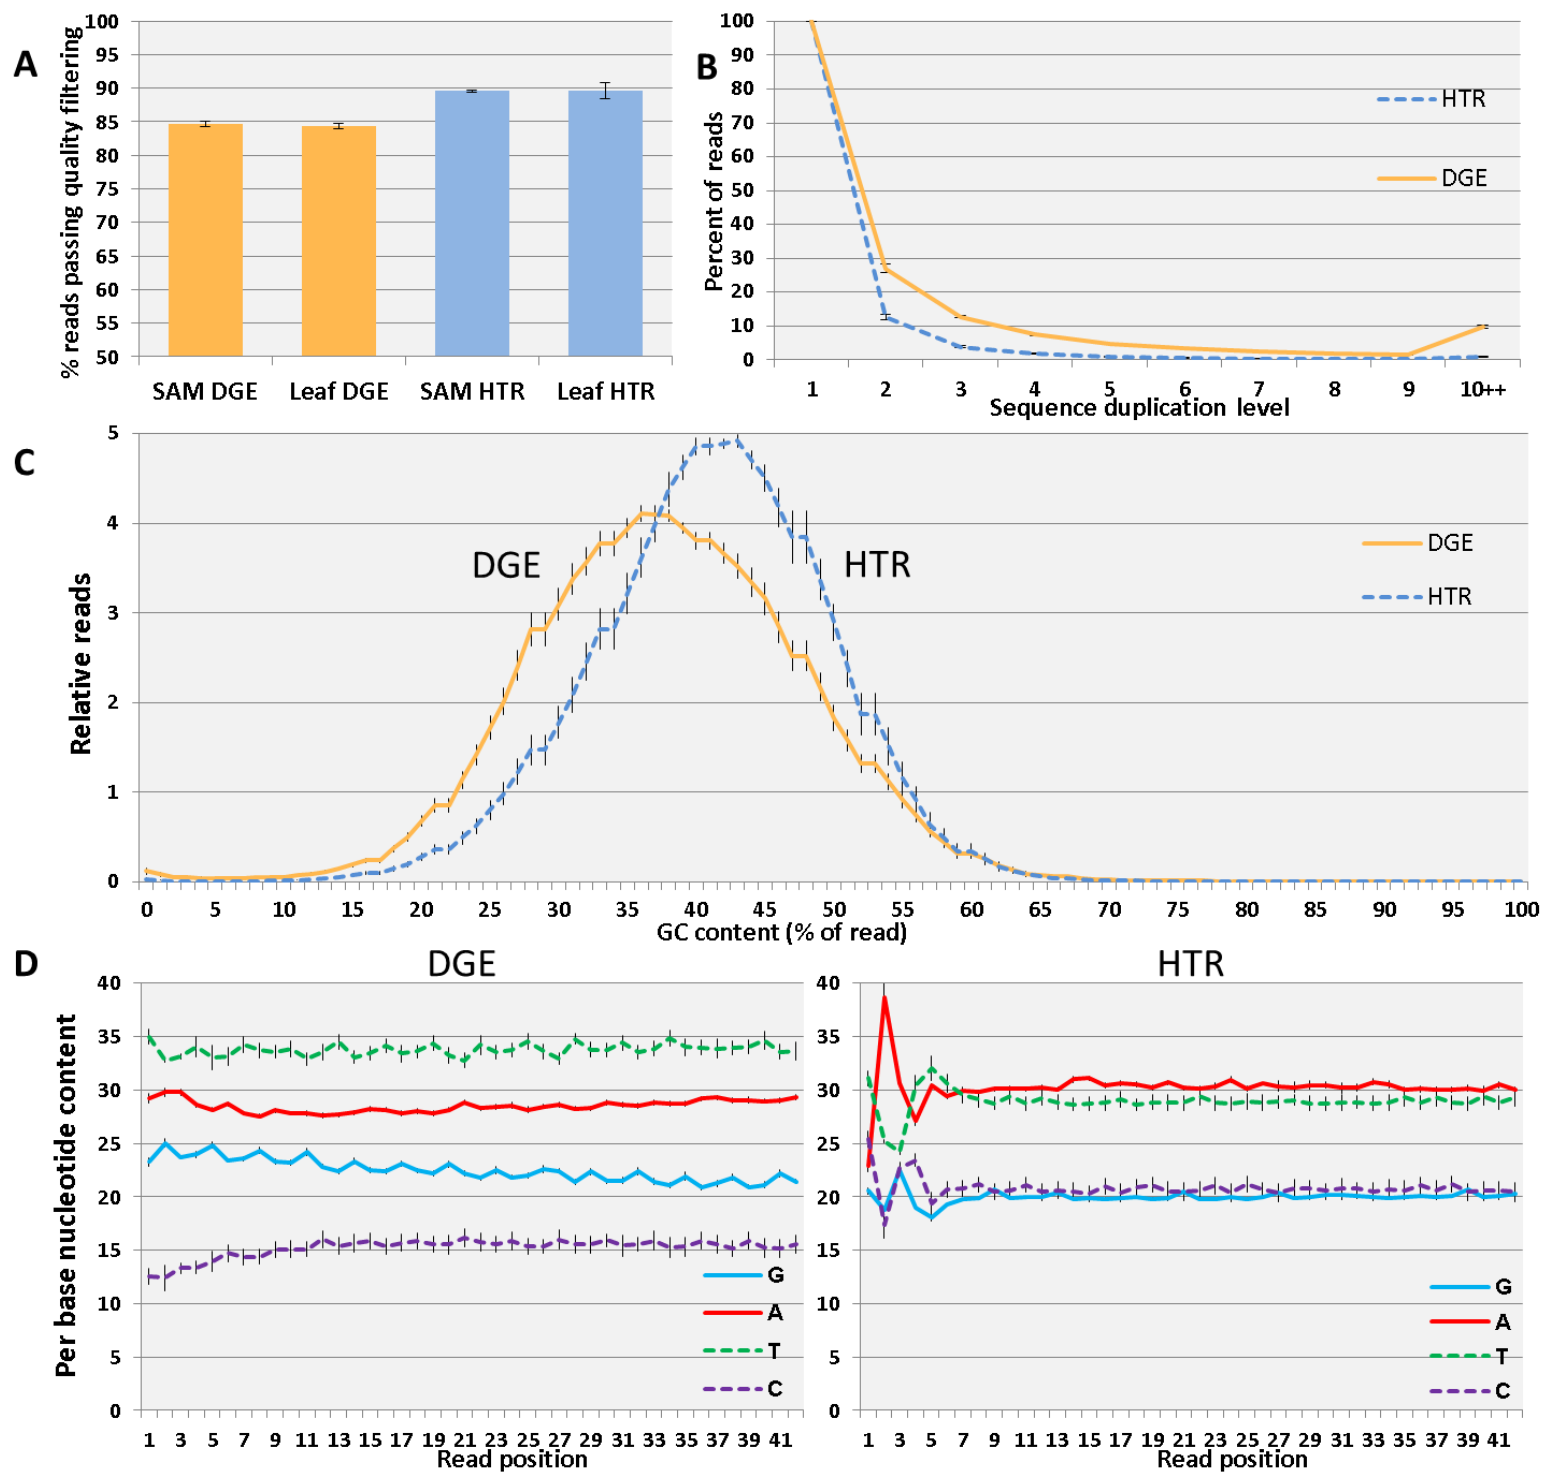 A
% reads passing quality filtering
100
95
90
85
80
75
70
65
60
55
50
SAM DGE Leaf DGE SAM HTR Leaf HTR
B
Percent of reads
100
90
80
70
60
50
40
30
20
10
0
HTR
DGE
1 2 3 4 5 6 7 8 9 10++
Sequence duplication level
C
Relative reads
5
4
3
2
1
0
DGE
HTR
DGE
HTR
0 5 10 15 20 25 30 35 40 45 50 55 60 65 70 75 80 85 90 95 100
GC content (% of read)
D
DGE
Per base nucleotide content
40
35
30
25
20
15
10
5
0
G
A
T
C
1 3 5 7 9 11 13 15 17 19 21 23 25 27 29 31 33 35 37 39 41
Read position
HTR
40
35
30
25
20
15
10
5
0
G
A
T
C
1 3 5 7 9 11 13 15 17 19 21 23 25 27 29 31 33 35 37 39 41
Read position